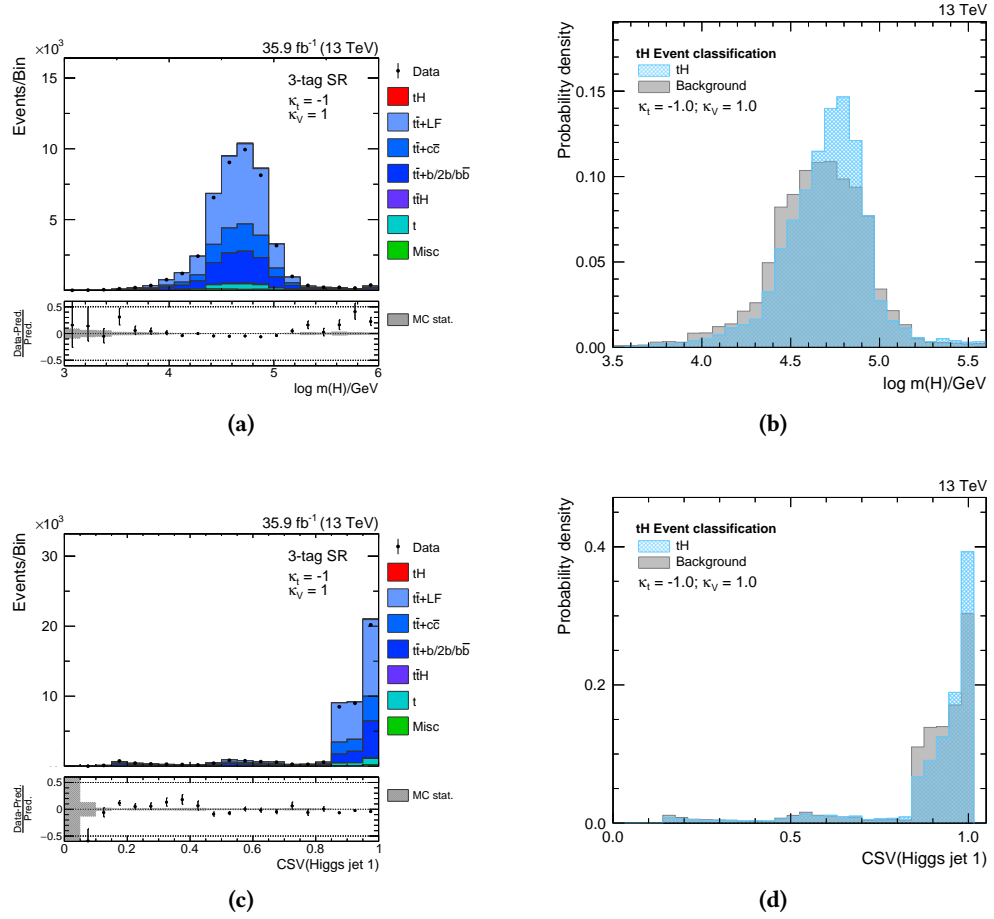 35.9 fb⁻¹ (13 TeV)
×10³
Events/Bin
15
10
5
3-tag SR
κt = -1
κV = 1
Data
tH
tt̄+LF
tt̄+cc̄
tt̄+b/2b/bb̄
tt̄H
t
Misc
Data-Pred.
Pred.
0.5
0
−0.5
MC stat.
3 4 5 6
log m(H)/GeV
(a)
13 TeV
Probability density
0.15
0.10
0.05
0.00
tH Event classification
tH
Background
κt = -1.0; κV = 1.0
3.5 4.0 4.5 5.0 5.5
log m(H)/GeV
(b)
35.9 fb⁻¹ (13 TeV)
×10³
Events/Bin
30
20
10
3-tag SR
κt = -1
κV = 1
Data
tH
tt̄+LF
tt̄+cc̄
tt̄+b/2b/bb̄
tt̄H
t
Misc
Data-Pred.
Pred.
0.5
0
−0.5
MC stat.
0 0.2 0.4 0.6 0.8 1
CSV(Higgs jet 1)
(c)
13 TeV
Probability density
0.4
0.2
0.0
tH Event classification
tH
Background
κt = -1.0; κV = 1.0
0.0 0.5 1.0
CSV(Higgs jet 1)
(d)